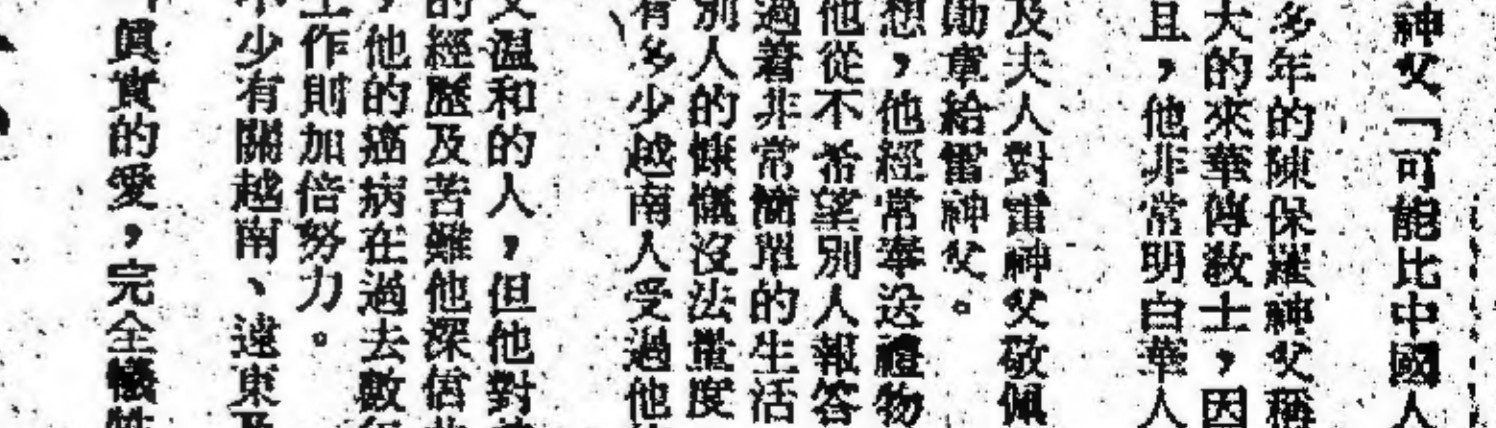 神父「可能比中國人
多年的陳保羅神父稱
大的來華傳教士，因
且，他非常明白華人
及夫人對雷神父敬佩
勛章給雷神父。
想，他經常奉送禮物
他從不希望別人報答
過着非常簡單的生活
別人的慷慨沒法量度
有多少越南人受過他
溫和的人，但他對
的經歷及苦難他深信
，他的癌病在過去數
工作則加倍努力。
不少有關越南、遠東及
真實的愛，完全犧牲